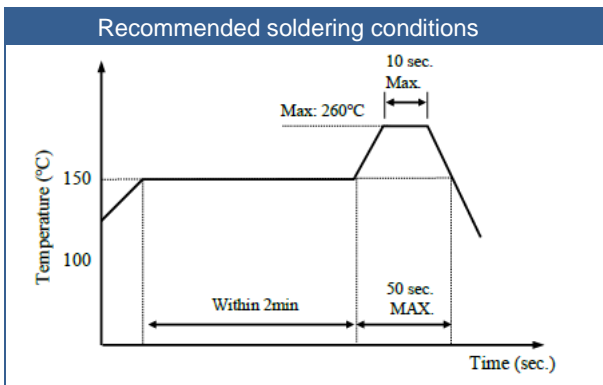 Recommended soldering conditions
10 sec.
Max.
Max: 260℃
150
100
Temperature (℃)
Within 2min
50 sec.
MAX.
Time (sec.)